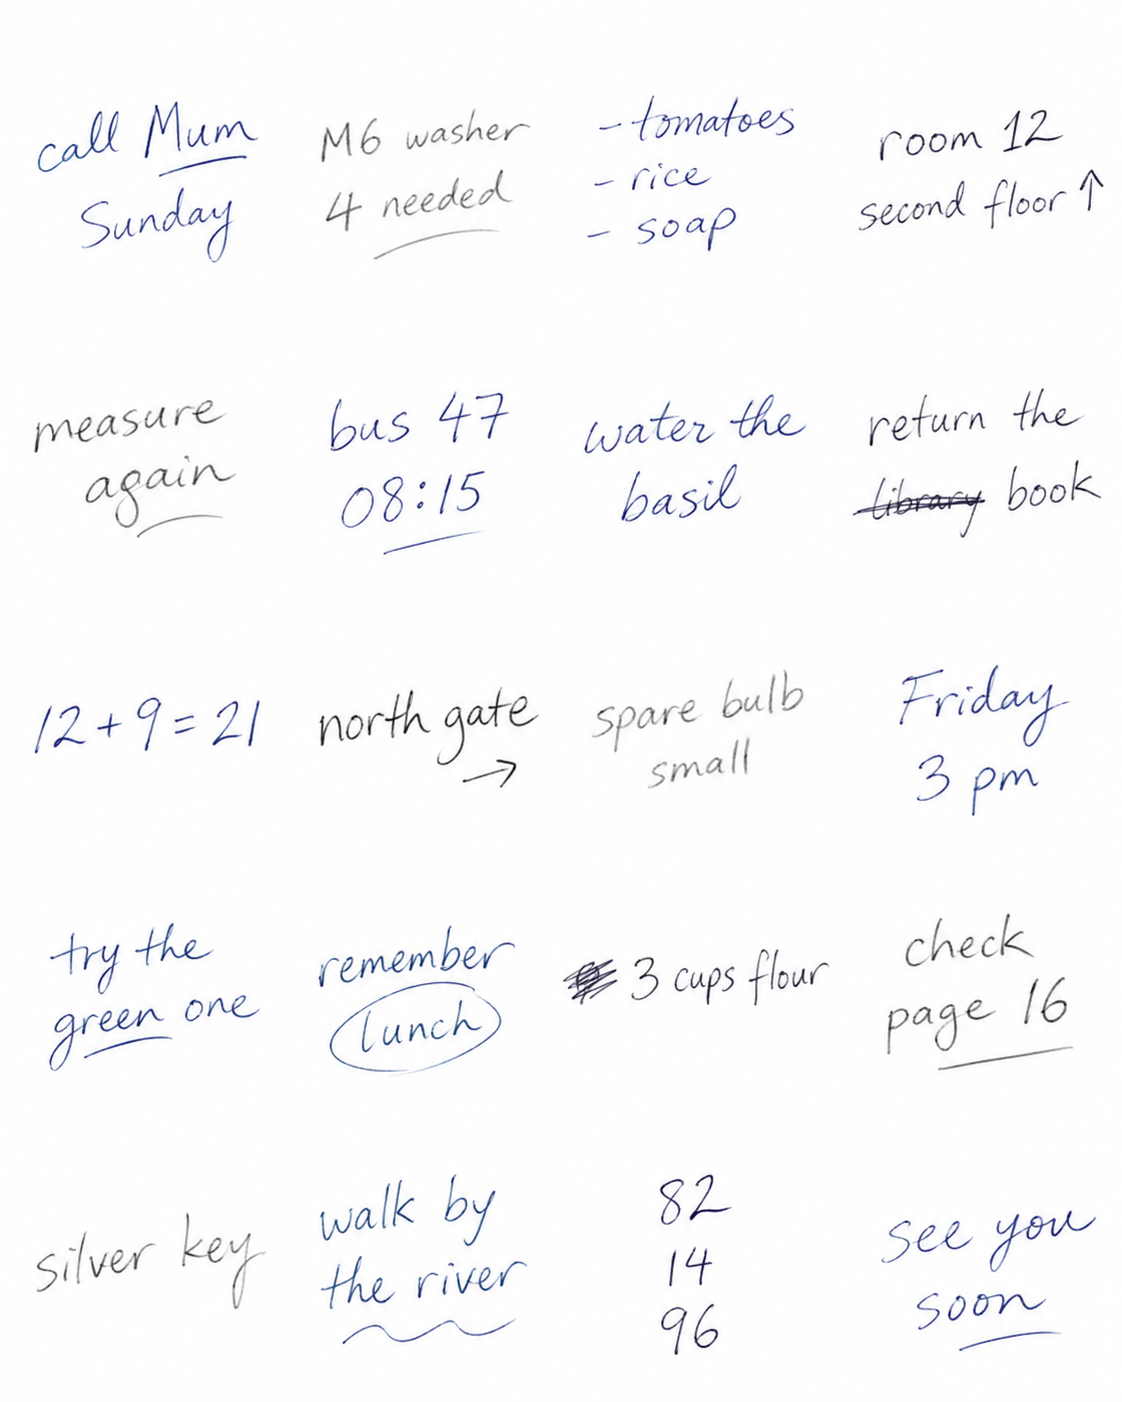 call Mum
Sunday
M6 washer
4 needed
- tomatoes
- rice
- soap
room 12
second floor ↑
measure
again
bus 47
08:15
water the
basil
return the
library book
12 + 9 = 21
north gate
→
spare bulb
small
Friday
3 pm
try the
green one
remember
lunch
3 cups flour
check
page 16
silver key
walk by
the river
82
14
96
see you
soon